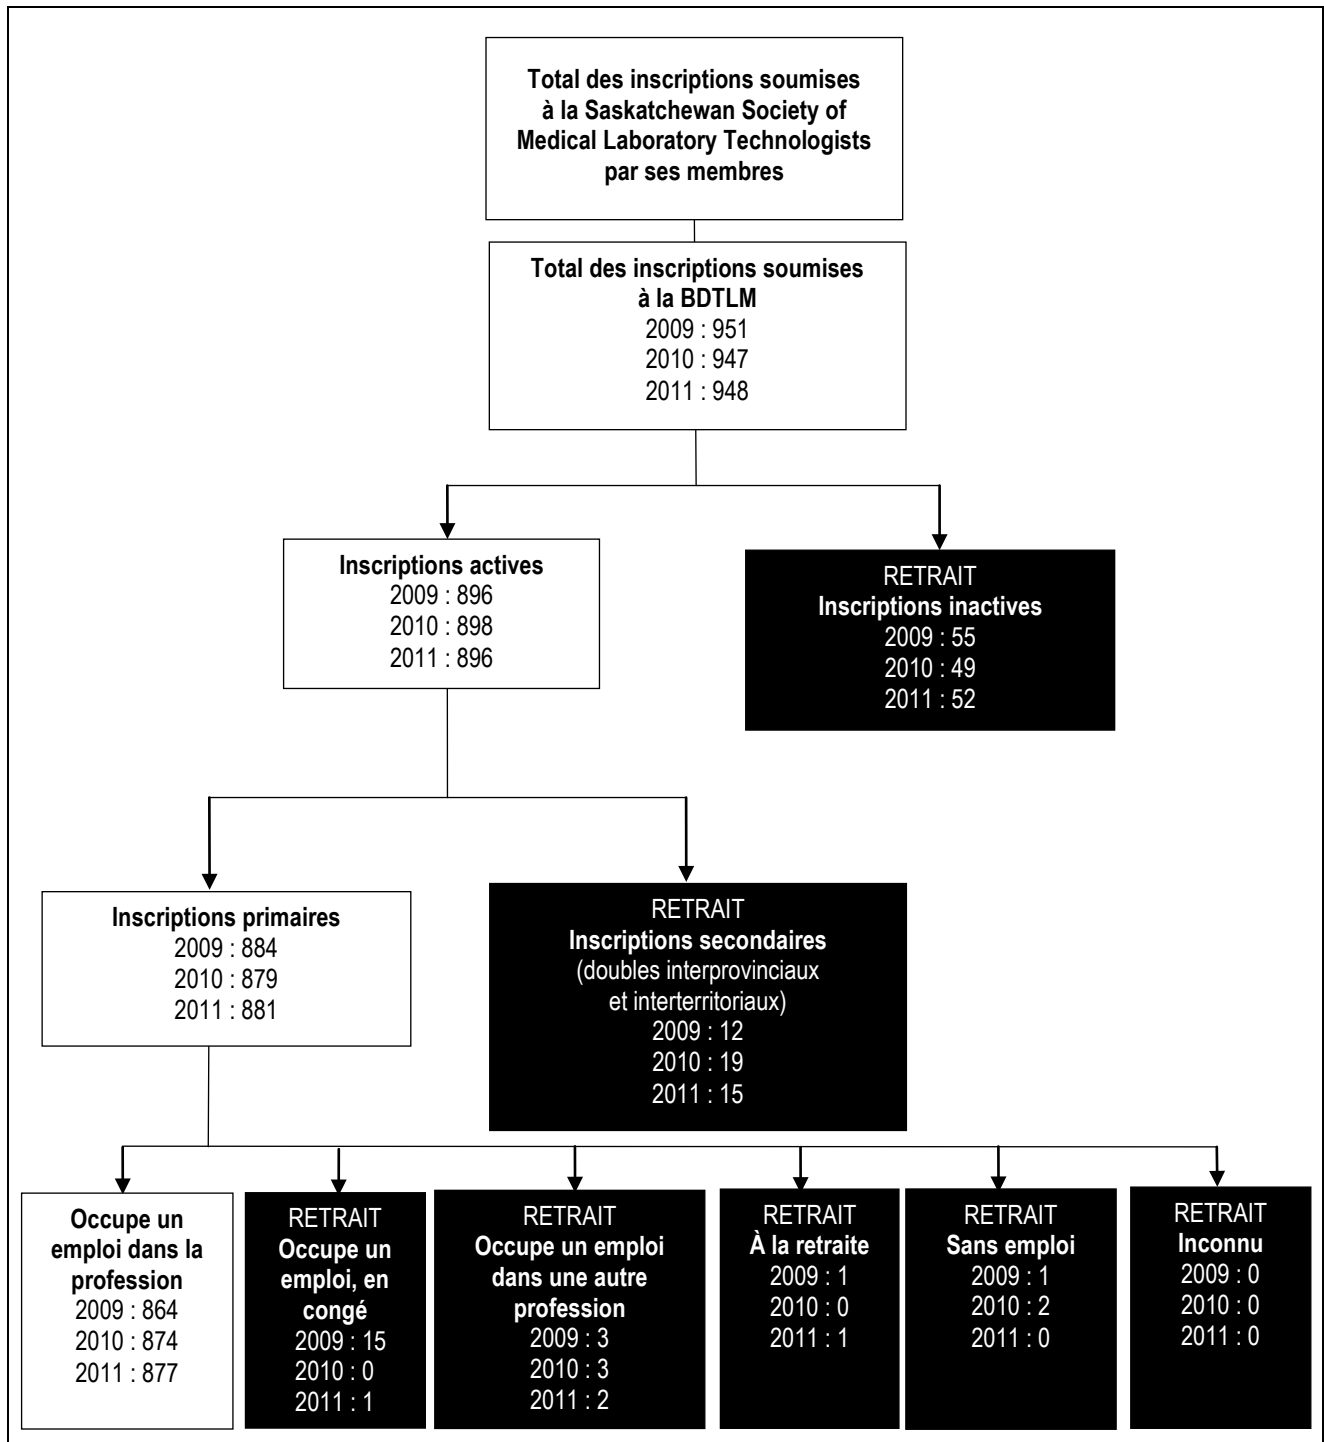 Total des inscriptions soumises
à la Saskatchewan Society of
Medical Laboratory Technologists
par ses membres
Total des inscriptions soumises
à la BDTLM
2009 : 951
2010 : 947
2011 : 948
Inscriptions actives
2009 : 896
2010 : 898
2011 : 896
RETRAIT
Inscriptions inactives
2009 : 55
2010 : 49
2011 : 52
Inscriptions primaires
2009 : 884
2010 : 879
2011 : 881
RETRAIT
Inscriptions secondaires
(doubles interprovinciaux
et interterritoriaux)
2009 : 12
2010 : 19
2011 : 15
Occupe un
emploi dans la
profession
2009 : 864
2010 : 874
2011 : 877
RETRAIT
Occupe un
emploi, en
congé
2009 : 15
2010 : 0
2011 : 1
RETRAIT
Occupe un emploi
dans une autre
profession
2009 : 3
2010 : 3
2011 : 2
RETRAIT
À la retraite
2009 : 1
2010 : 0
2011 : 1
RETRAIT
Sans emploi
2009 : 1
2010 : 2
2011 : 0
RETRAIT
Inconnu
2009 : 0
2010 : 0
2011 : 0